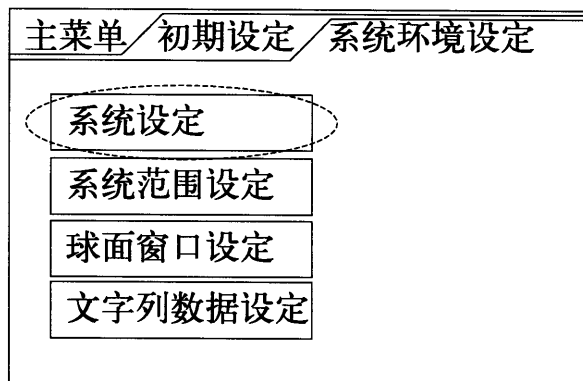 主菜单 初期设定 系统环境设定
系统设定
系统范围设定
球面窗口设定
文字列数据设定